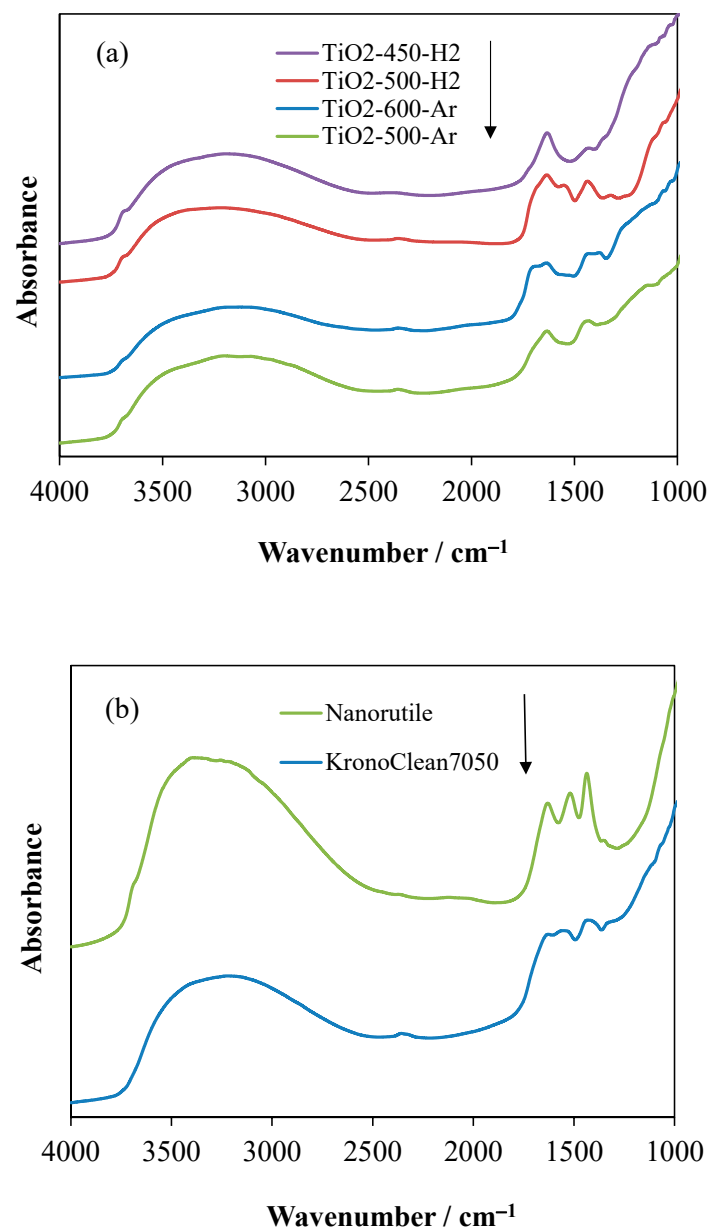 (a)
TiO2-450-H2
TiO2-500-H2
TiO2-600-Ar
TiO2-500-Ar
Absorbance
4000 3500 3000 2500 2000 1500 1000
Wavenumber / cm⁻¹
(b)
Nanorutile
KronoClean7050
Absorbance
4000 3500 3000 2500 2000 1500 1000
Wavenumber / cm⁻¹